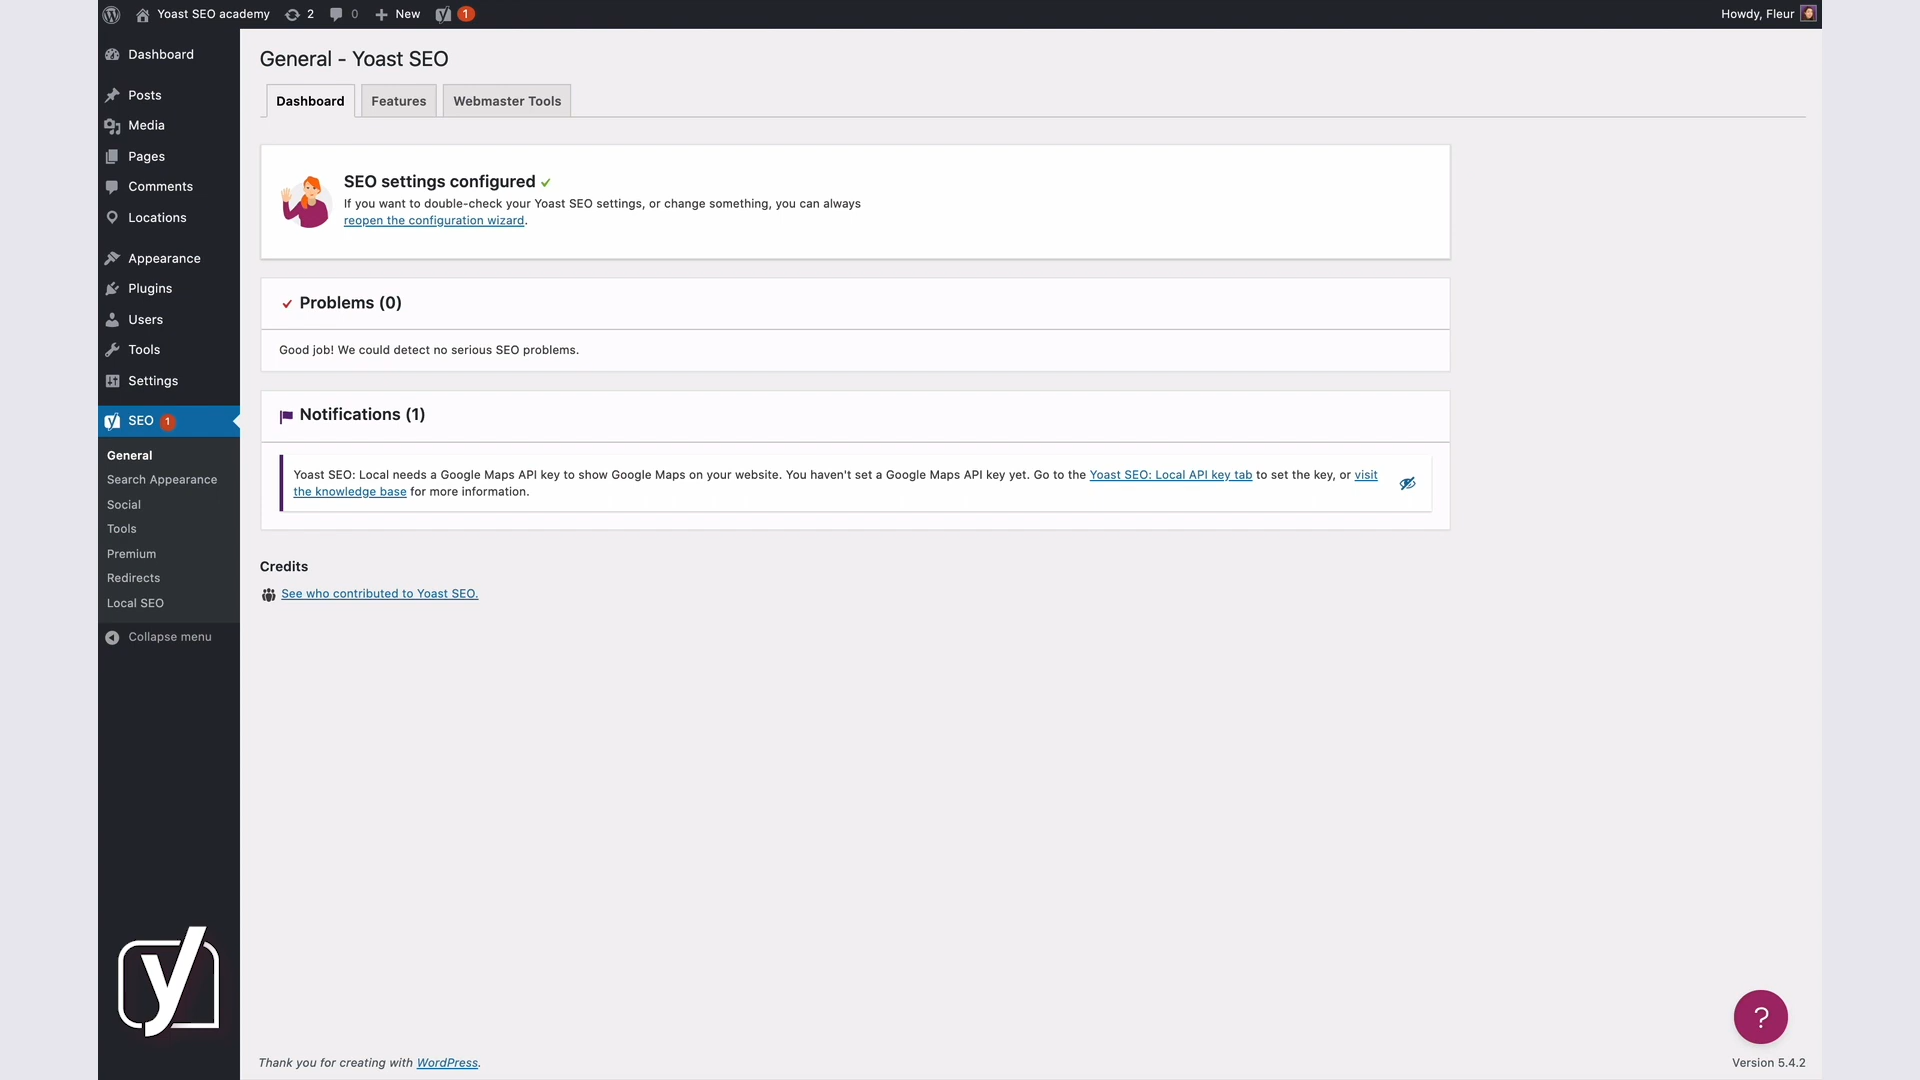 Yoast SEO academy 2 0 New 1 Howdy, Fleur
Dashboard
Posts
Media
Pages
Comments
Locations
Appearance
Plugins
Users
Tools
Settings
SEO 1
General
Search Appearance
Social
Tools
Premium
Redirects
Local SEO
Collapse menu
General - Yoast SEO
Dashboard Features Webmaster Tools
SEO settings configured
If you want to double-check your Yoast SEO settings, or change something, you can always
reopen the configuration wizard.
Problems (0)
Good job! We could detect no serious SEO problems.
Notifications (1)
Yoast SEO: Local needs a Google Maps API key to show Google Maps on your website. You haven't set a Google Maps API key yet. Go to the Yoast SEO: Local API key tab to set the key, or visit
the knowledge base for more information.
Credits
See who contributed to Yoast SEO.
y
?
Thank you for creating with WordPress.
Version 5.4.2